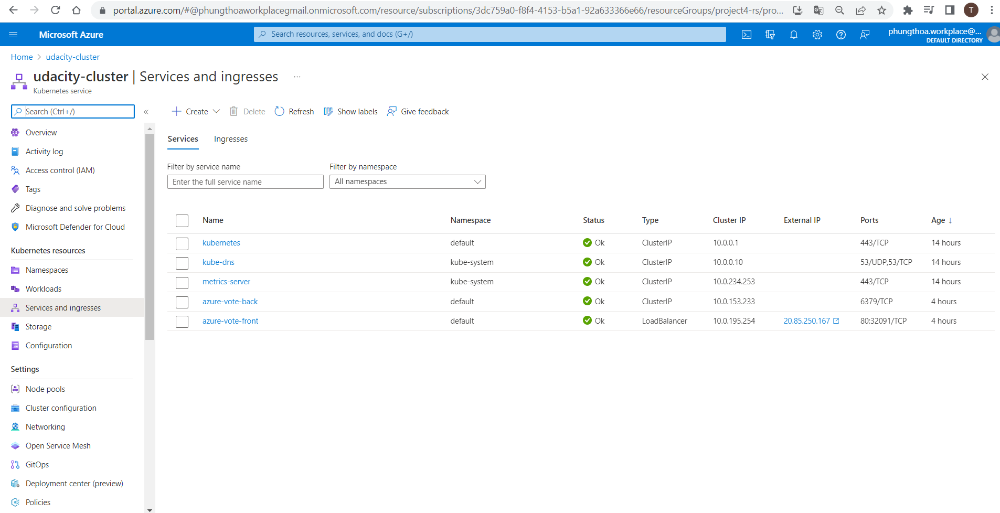 portal.azure.com/#@phungthoaworkplacegmail.onmicrosoft.com/resource/subscriptions/3dc759a0-f8f4-4153-b5a1-92a633366e66/resourceGroups/project4-rs/pro...
T
Microsoft Azure
Search resources, services, and docs (G+/)
phungthoa.workplace@...
DEFAULT DIRECTORY
Home > udacity-cluster
udacity-cluster | Services and ingresses ...
Kubernetes service
Search (Ctrl+/)
«
Create
Delete
Refresh
Show labels
Give feedback
Overview
Activity log
Access control (IAM)
Tags
Diagnose and solve problems
Microsoft Defender for Cloud
Kubernetes resources
Namespaces
Workloads
Services and ingresses
Storage
Configuration
Settings
Node pools
Cluster configuration
Networking
Open Service Mesh
GitOps
Deployment center (preview)
Policies
Services Ingresses
Filter by service name Filter by namespace
Enter the full service name All namespaces
Name Namespace Status Type Cluster IP External IP Ports Age ↓
kubernetes default Ok ClusterIP 10.0.0.1 443/TCP 14 hours
kube-dns kube-system Ok ClusterIP 10.0.0.10 53/UDP,53/TCP 14 hours
metrics-server kube-system Ok ClusterIP 10.0.234.253 443/TCP 14 hours
azure-vote-back default Ok ClusterIP 10.0.153.233 6379/TCP 4 hours
azure-vote-front default Ok LoadBalancer 10.0.195.254 20.85.250.167 80:32091/TCP 4 hours